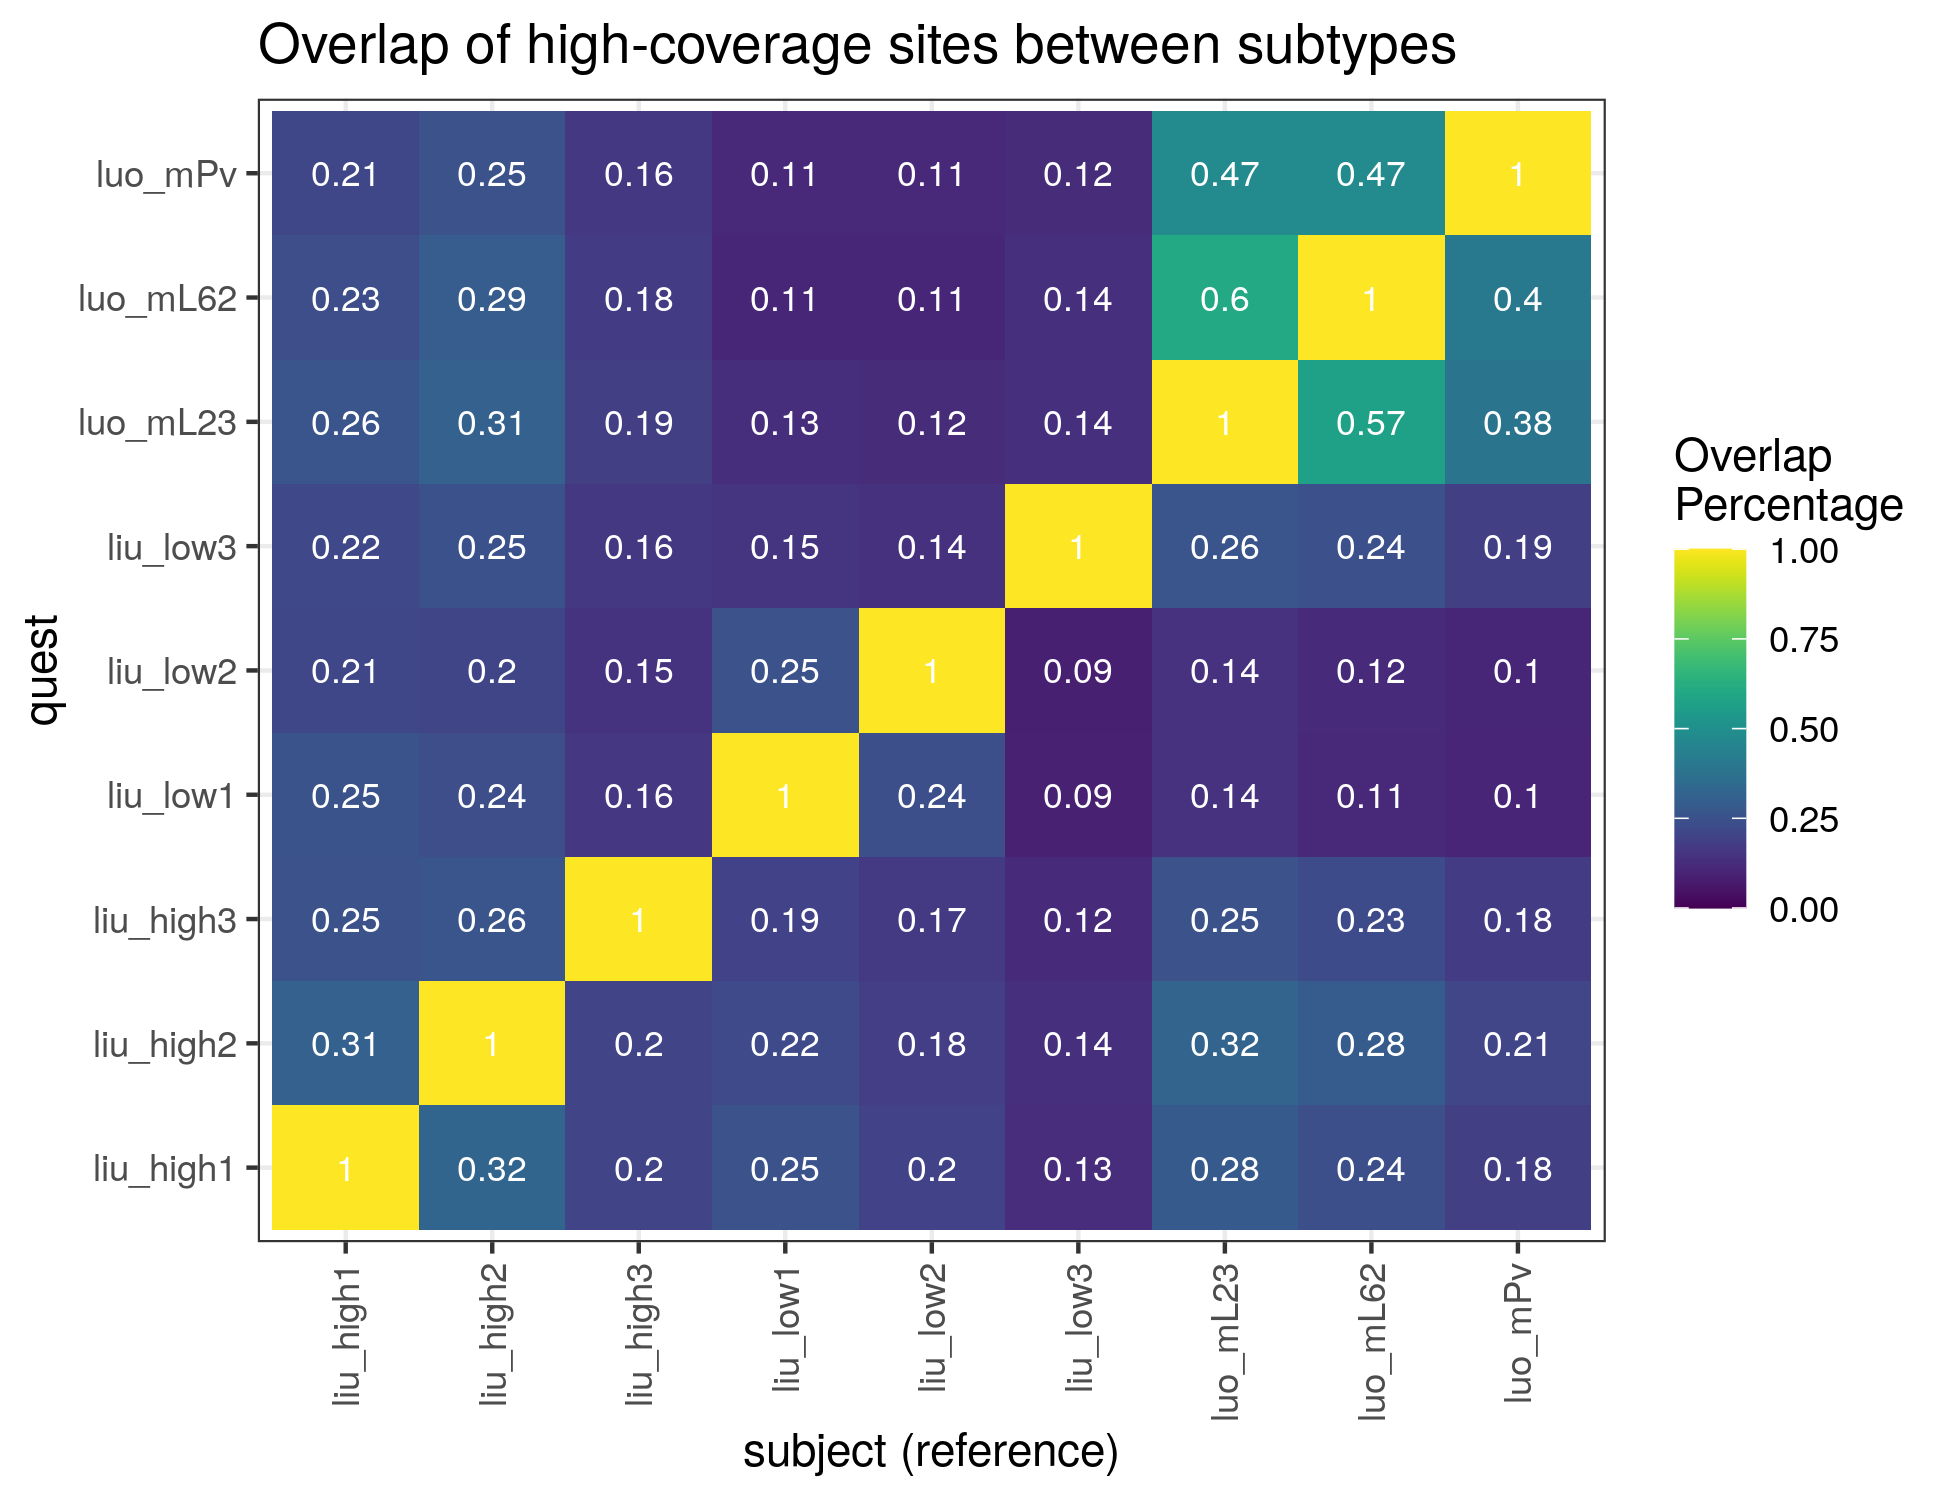 Overlap of high-coverage sites between subtypes
luo_mPv 0.21 0.25 0.16 0.11 0.11 0.12 0.47 0.47 1
luo_mL62 0.23 0.29 0.18 0.11 0.11 0.14 0.6 1 0.4
luo_mL23 0.26 0.31 0.19 0.13 0.12 0.14 1 0.57 0.38
liu_low3 0.22 0.25 0.16 0.15 0.14 1 0.26 0.24 0.19
liu_low2 0.21 0.2 0.15 0.25 1 0.09 0.14 0.12 0.1
liu_low1 0.25 0.24 0.16 1 0.24 0.09 0.14 0.11 0.1
liu_high3 0.25 0.26 1 0.19 0.17 0.12 0.25 0.23 0.18
liu_high2 0.31 1 0.2 0.22 0.18 0.14 0.32 0.28 0.21
liu_high1 1 0.32 0.2 0.25 0.2 0.13 0.28 0.24 0.18
quest
liu_high1 liu_high2 liu_high3 liu_low1 liu_low2 liu_low3 luo_mL23 luo_mL62 luo_mPv
subject (reference)
Overlap
Percentage
1.00
0.75
0.50
0.25
0.00